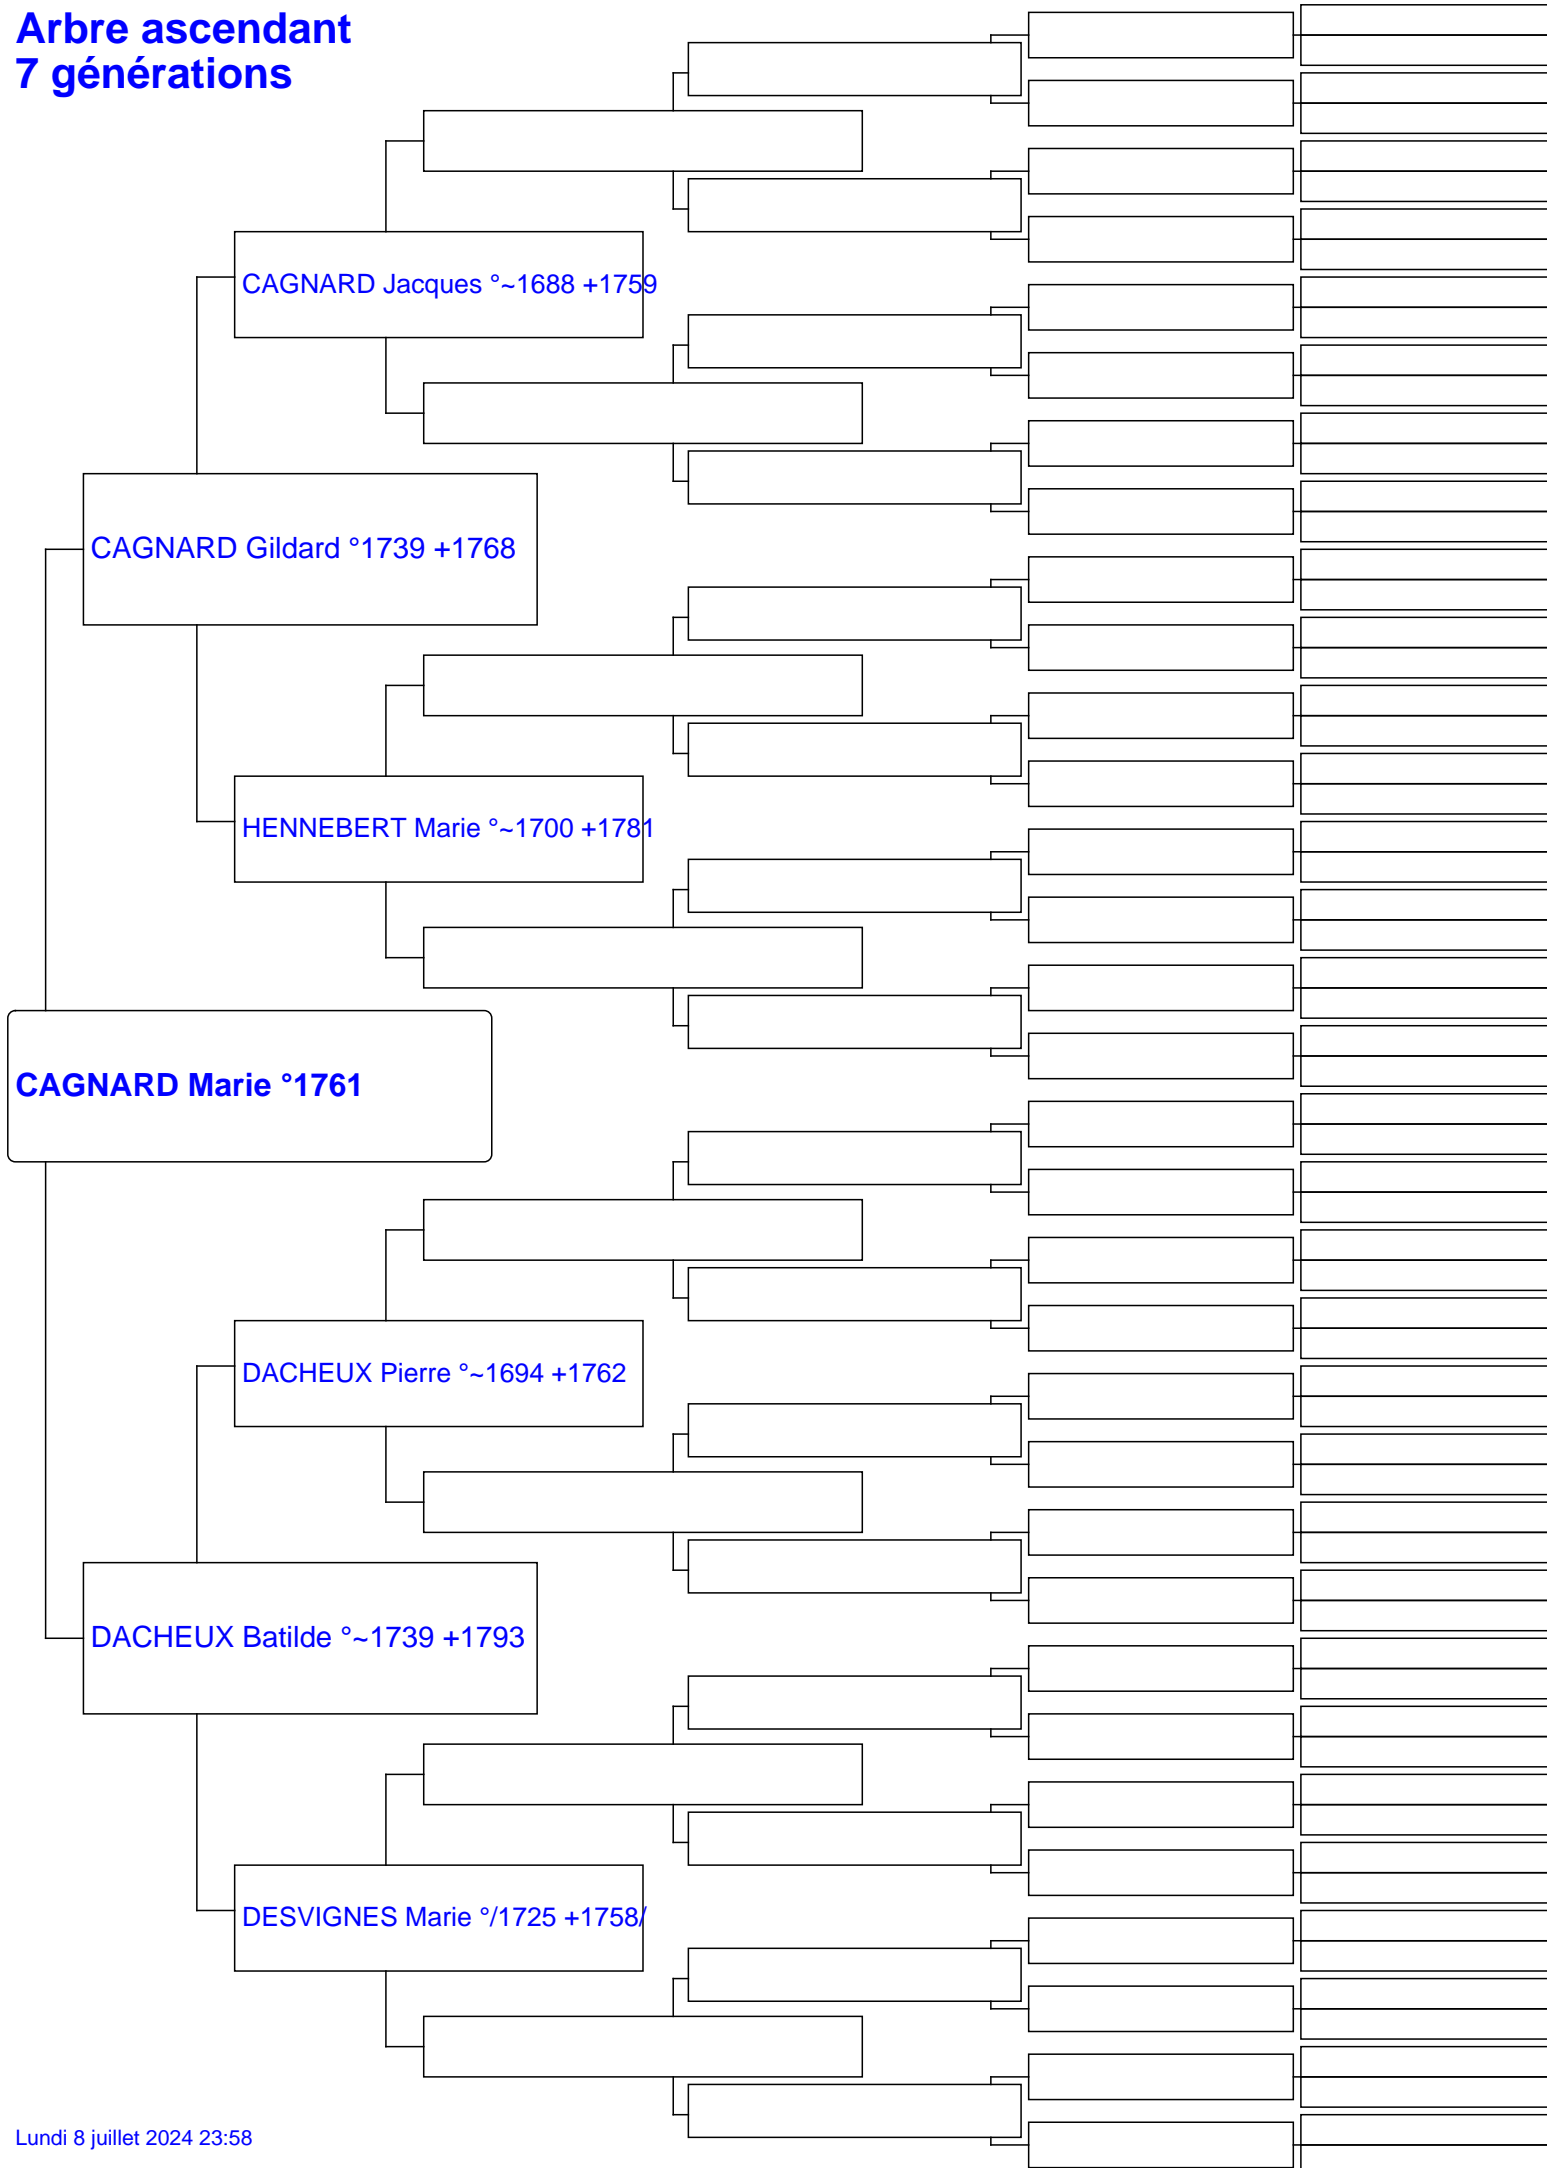 Arbre ascendant
7 générations
CAGNARD Jacques °~1688 +1759
CAGNARD Gildard °1739 +1768
HENNEBERT Marie °~1700 +1781
CAGNARD Marie °1761
DACHEUX Pierre °~1694 +1762
DACHEUX Batilde °~1739 +1793
DESVIGNES Marie °/1725 +1758/
Lundi 8 juillet 2024 23:58